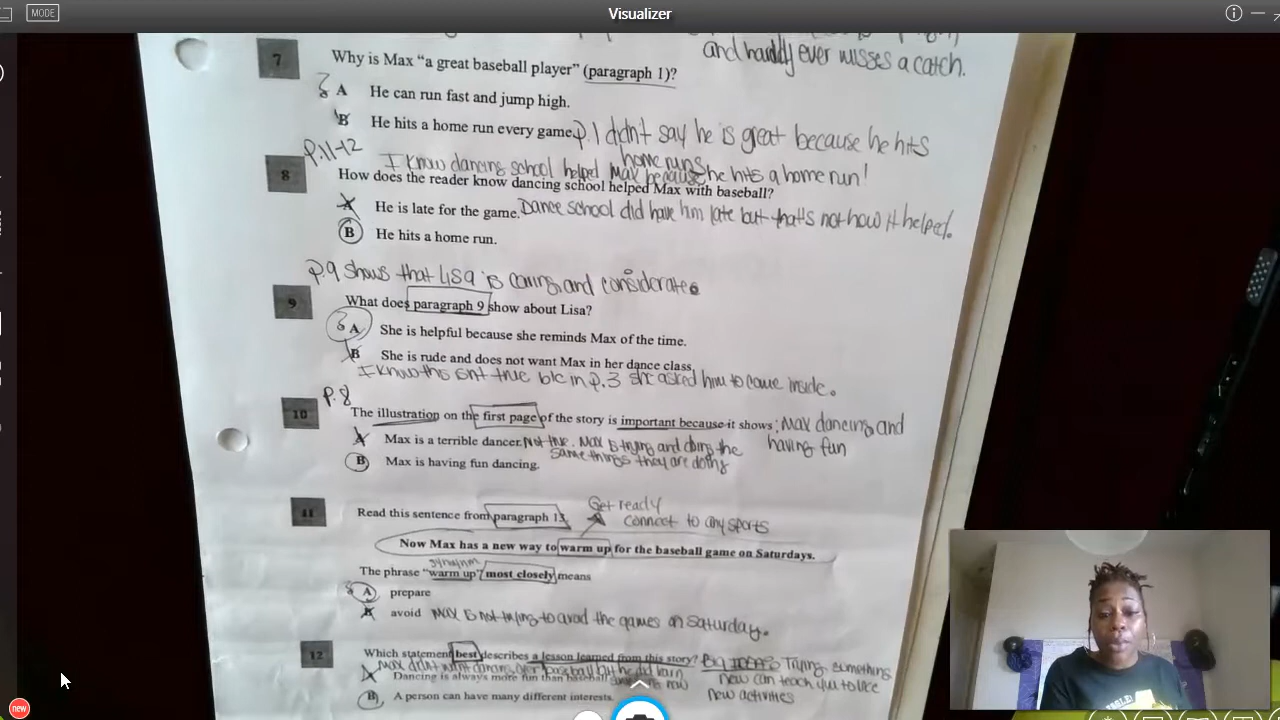 MODE
Visualizer
and hardly ever misses a catch.
7
Why is Max "a great baseball player" (paragraph 1)?
A He can run fast and jump high.
B He hits a home run every game. p.1 didn't say he is great because he hits
home runs
p.11-12
I know dancing school helped Max because he hits a home run!
8
How does the reader know dancing school helped Max with baseball?
A He is late for the game. Dance school did have him late but that's not how it helped.
B He hits a home run.
p.9 shows that Lisa is caring and considerate.
9
What does paragraph 9 show about Lisa?
A She is helpful because she reminds Max of the time.
B She is rude and does not want Max in her dance class.
I know this isnt true b/c in p.3 she asked him to come inside.
p.8
10
The illustration on the first page of the story is important because it shows: Max dancing and
having fun
A Max is a terrible dancer. Not true. Max is trying and doing the
same things they are doing
B Max is having fun dancing.
Get ready
connect to any sports
11
Read this sentence from paragraph 13.
Now Max has a new way to warm up for the baseball game on Saturdays.
synonym
The phrase "warm up" most closely means
A prepare
B avoid Max is not trying to avoid the games on Saturday.
12
Which statement best describes a lesson learned from this story? Big IDEA: Trying something
new can teach you to like
new activities
Max didn't want dancing over baseball but he did learn
Dancing is always more fun than baseball
B A person can have many different interests.
new